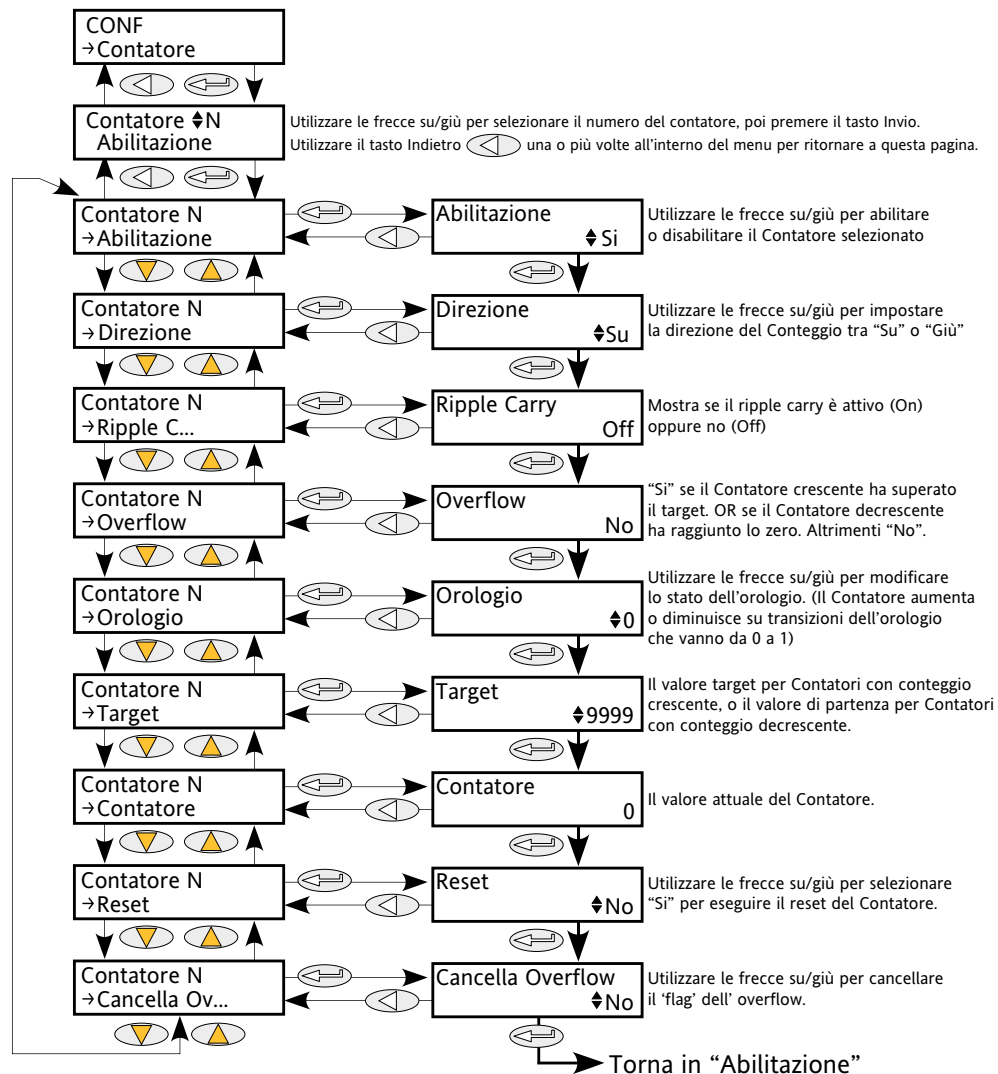 CONF
→Contatore
Contatore ♦N
Abilitazione
Utilizzare le frecce su/giù per selezionare il numero del contatore, poi premere il tasto Invio.
Utilizzare il tasto Indietro una o più volte all'interno del menu per ritornare a questa pagina.
Contatore N
→Abilitazione
Abilitazione
♦Si
Utilizzare le frecce su/giù per abilitare
o disabilitare il Contatore selezionato
Contatore N
→Direzione
Direzione
♦Su
Utilizzare le frecce su/giù per impostare
la direzione del Conteggio tra “Su” o “Giù”
Contatore N
→Ripple C...
Ripple Carry
Off
Mostra se il ripple carry è attivo (On)
oppure no (Off)
Contatore N
→Overflow
Overflow
No
“Si” se il Contatore crescente ha superato
il target. OR se il Contatore decrescente
ha raggiunto lo zero. Altrimenti “No”.
Contatore N
→Orologio
Orologio
♦0
Utilizzare le frecce su/giù per modificare
lo stato dell'orologio. (Il Contatore aumenta
o diminuisce su transizioni dell'orologio
che vanno da 0 a 1)
Contatore N
→Target
Target
♦9999
Il valore target per Contatori con conteggio
crescente, o il valore di partenza per Contatori
con conteggio decrescente.
Contatore N
→Contatore
Contatore
0
Il valore attuale del Contatore.
Contatore N
→Reset
Reset
♦No
Utilizzare le frecce su/giù per selezionare
“Si” per eseguire il reset del Contatore.
Contatore N
→Cancella Ov...
Cancella Overflow
♦No
Utilizzare le frecce su/giù per cancellare
il 'flag' dell' overflow.
Torna in “Abilitazione”